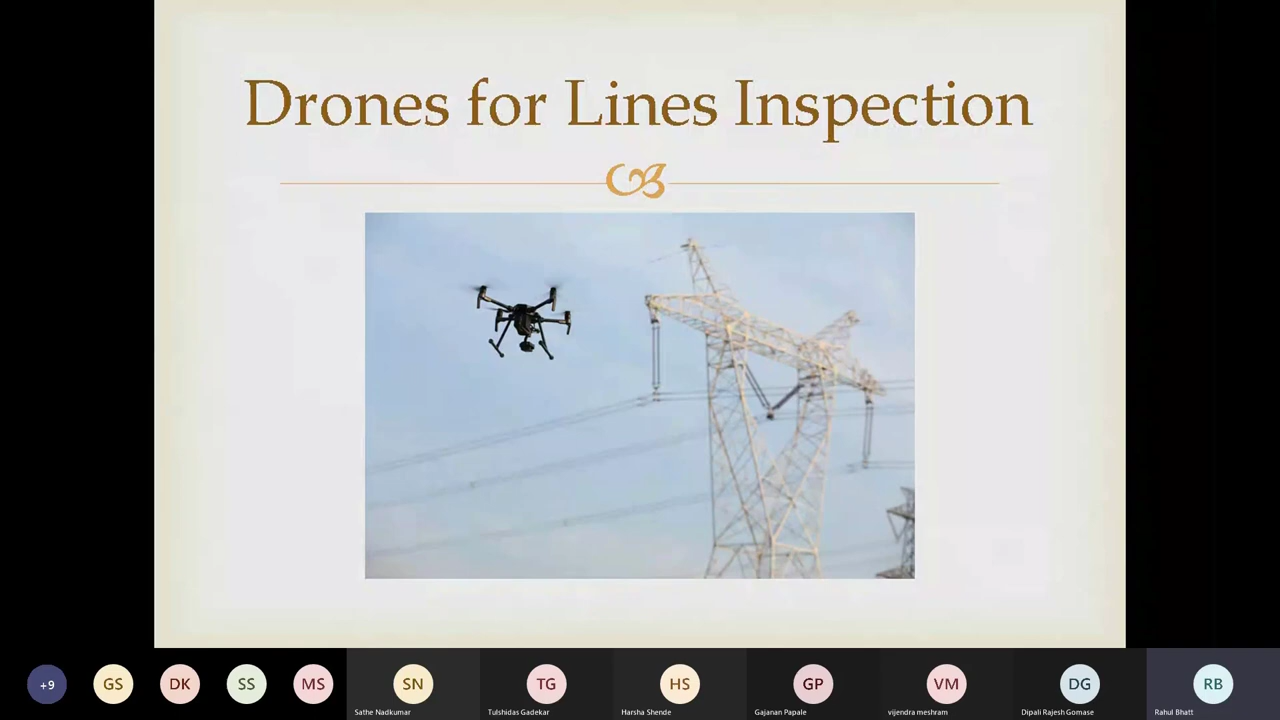 Drones for Lines Inspection
+9
GS
DK
SS
MS
SN
TG
HS
GP
VM
DG
RB
Sathe Nadkumar
Tulshidas Gadekar
Harsha Shende
Gajanan Papale
vijendra meshram
Dipali Rajesh Gomase
Rahul Bhatt